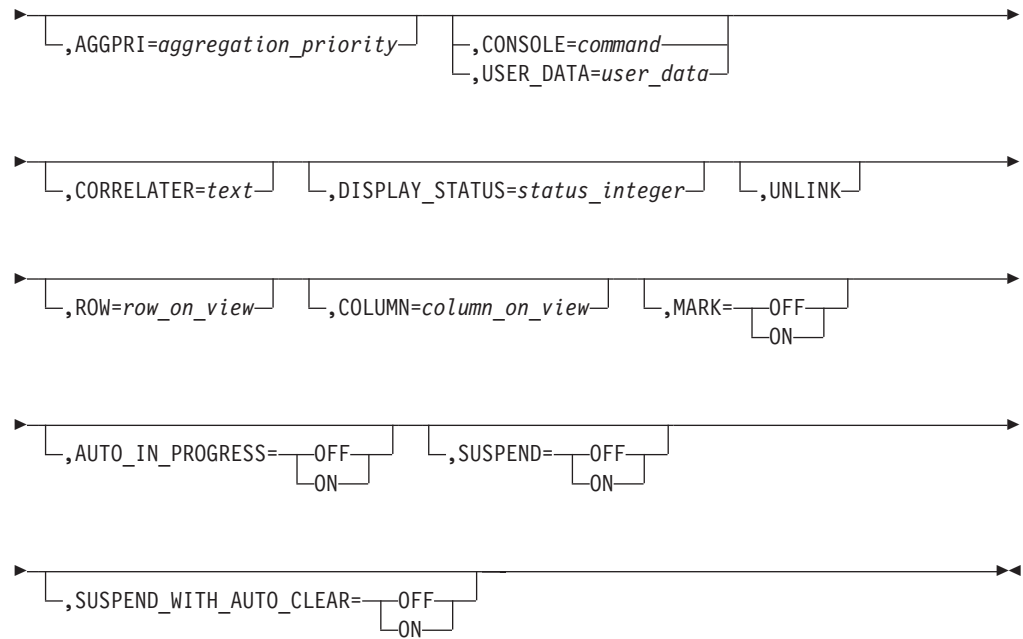 ,AGGPRI=aggregation_priority ,CONSOLE=command
,USER_DATA=user_data
,CORRELATER=text ,DISPLAY_STATUS=status_integer ,UNLINK
,ROW=row_on_view ,COLUMN=column_on_view ,MARK= OFF
ON
,AUTO_IN_PROGRESS= OFF ,SUSPEND= OFF
ON ON
,SUSPEND_WITH_AUTO_CLEAR= OFF
ON